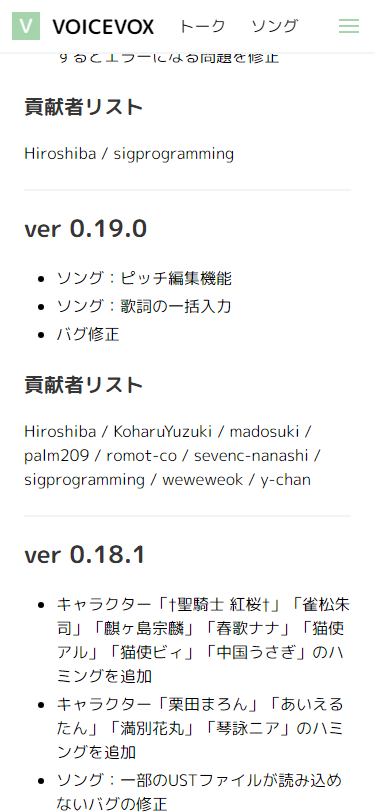 V VOICEVOX トーク ソング
するとエラーになる問題を修正
貢献者リスト
Hiroshiba / sigprogramming
ver 0.19.0
ソング：ピッチ編集機能
ソング：歌詞の一括入力
バグ修正
貢献者リスト
Hiroshiba / KoharuYuzuki / madosuki /
palm209 / romot-co / sevenc-nanashi /
sigprogramming / weweweok / y-chan
ver 0.18.1
キャラクター「†聖騎士 紅桜†」「雀松朱
司」「麒ヶ島宗麟」「春歌ナナ」「猫使
アル」「猫使ビィ」「中国うさぎ」のハ
ミングを追加
キャラクター「栗田まろん」「あいえる
たん」「満別花丸」「琴詠ニア」のハミ
ングを追加
ソング：一部のUSTファイルが読み込め
ないバグの修正